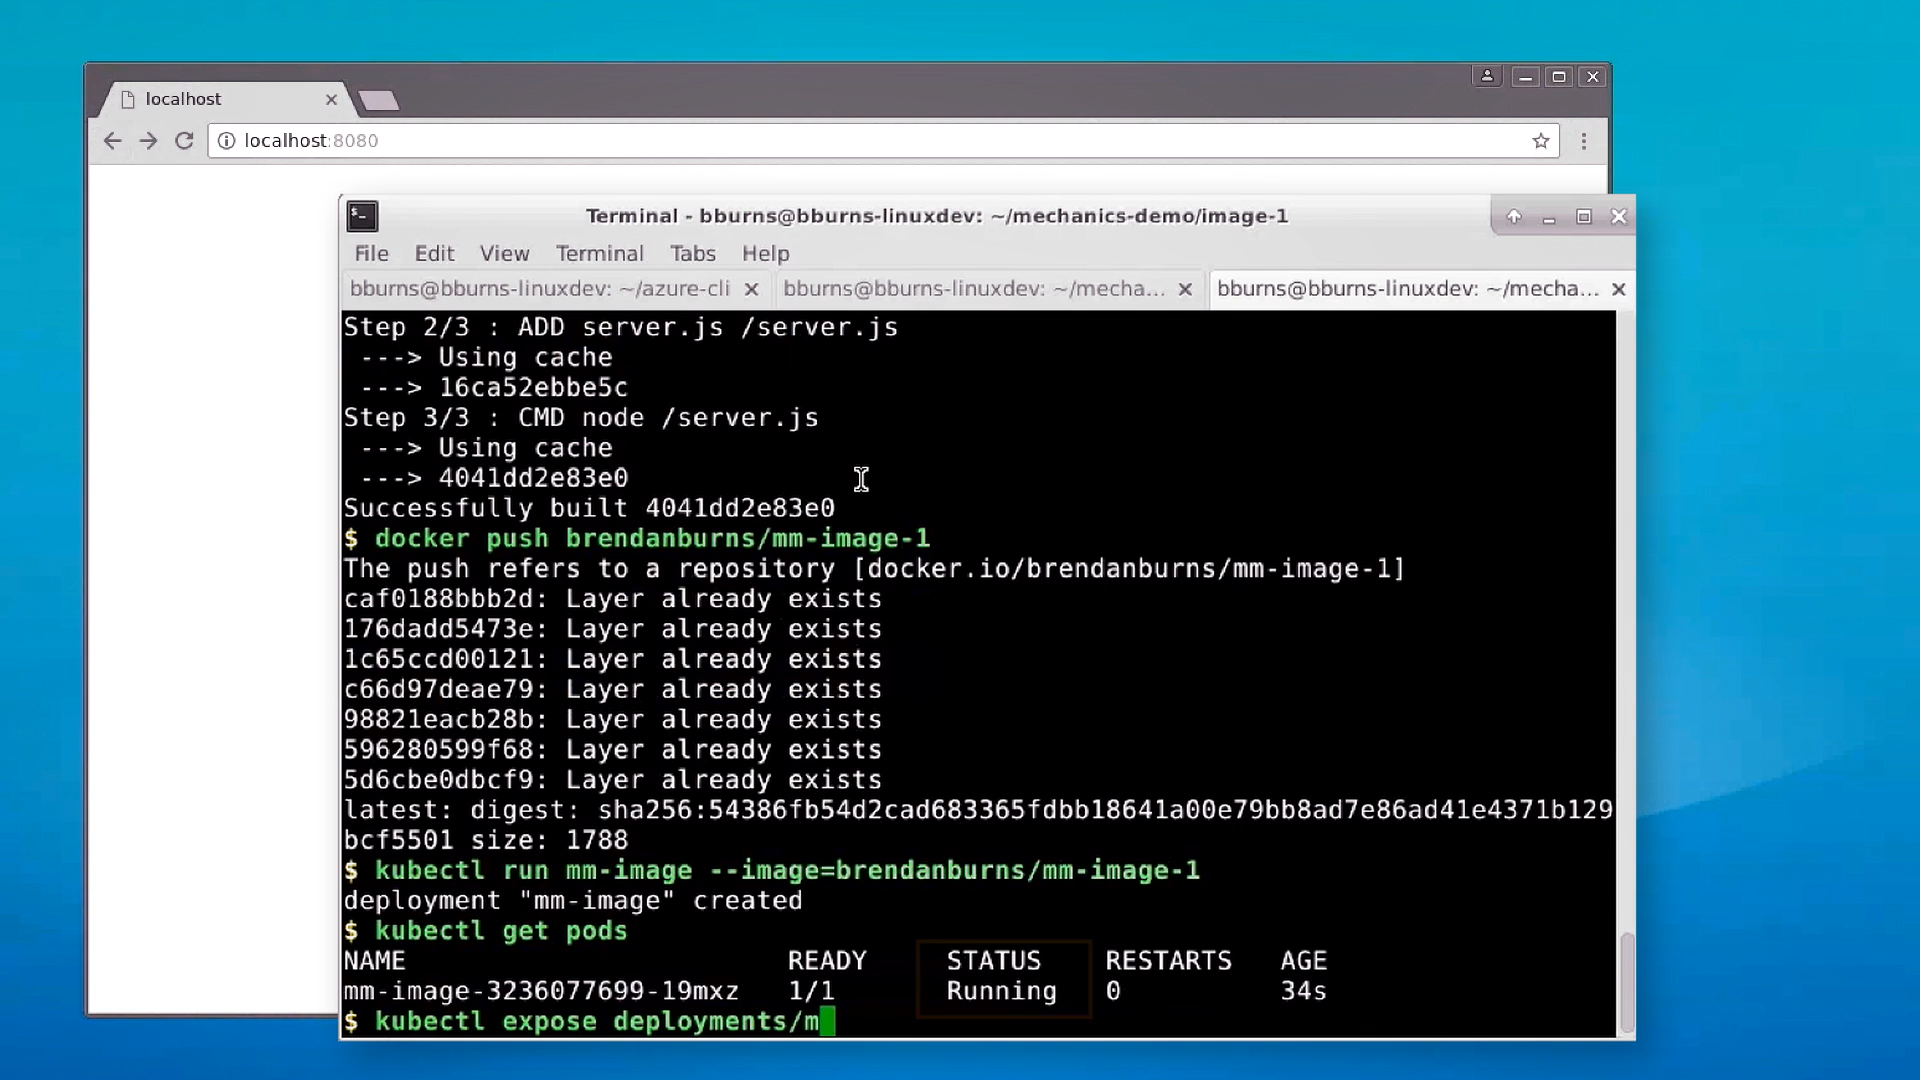 localhost
localhost:8080
Terminal - bburns@bburns-linuxdev: ~/mechanics-demo/image-1
File Edit View Terminal Tabs Help
bburns@bburns-linuxdev: ~/azure-cli bburns@bburns-linuxdev: ~/mecha... bburns@bburns-linuxdev: ~/mecha...
Step 2/3 : ADD server.js /server.js
---> Using cache
---> 16ca52ebbe5c
Step 3/3 : CMD node /server.js
---> Using cache
---> 4041dd2e83e0
Successfully built 4041dd2e83e0
$ docker push brendanburns/mm-image-1
The push refers to a repository [docker.io/brendanburns/mm-image-1]
caf0188bbb2d: Layer already exists
176dadd5473e: Layer already exists
1c65ccd00121: Layer already exists
c66d97deae79: Layer already exists
98821eacb28b: Layer already exists
596280599f68: Layer already exists
5d6cbe0dbcf9: Layer already exists
latest: digest: sha256:54386fb54d2cad683365fdbb18641a00e79bb8ad7e86ad41e4371b129
bcf5501 size: 1788
$ kubectl run mm-image --image=brendanburns/mm-image-1
deployment "mm-image" created
$ kubectl get pods
NAME READY STATUS RESTARTS AGE
mm-image-3236077699-19mxz 1/1 Running 0 34s
$ kubectl expose deployments/m